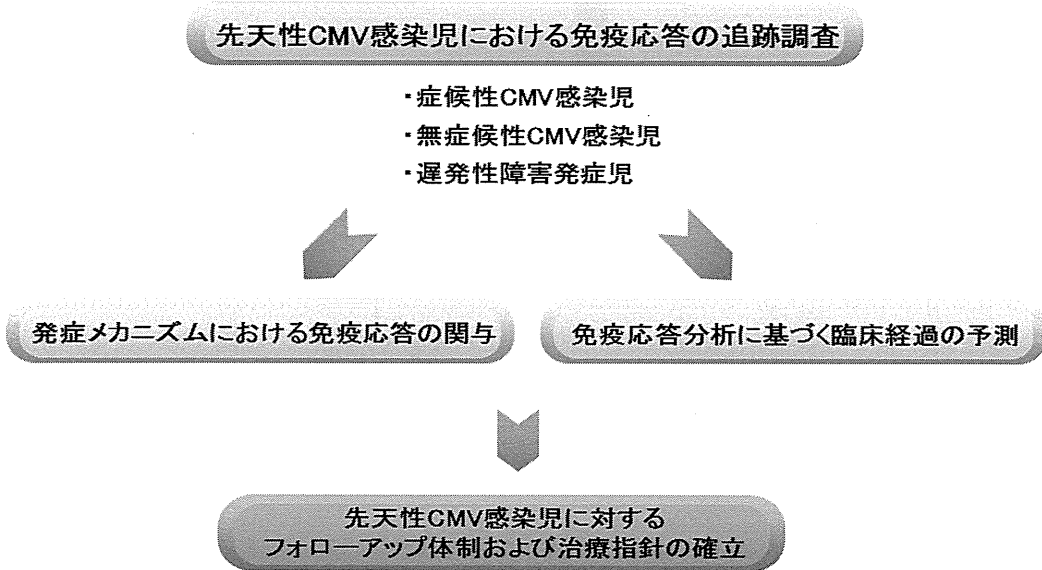 先天性CMV感染児における免疫応答の追跡調査
・症候性CMV感染児
・無症候性CMV感染児
・遅発性障害発症児
発症メカニズムにおける免疫応答の関与
免疫応答分析に基づく臨床経過の予測
先天性CMV感染児に対する
フォローアップ体制および治療指針の確立